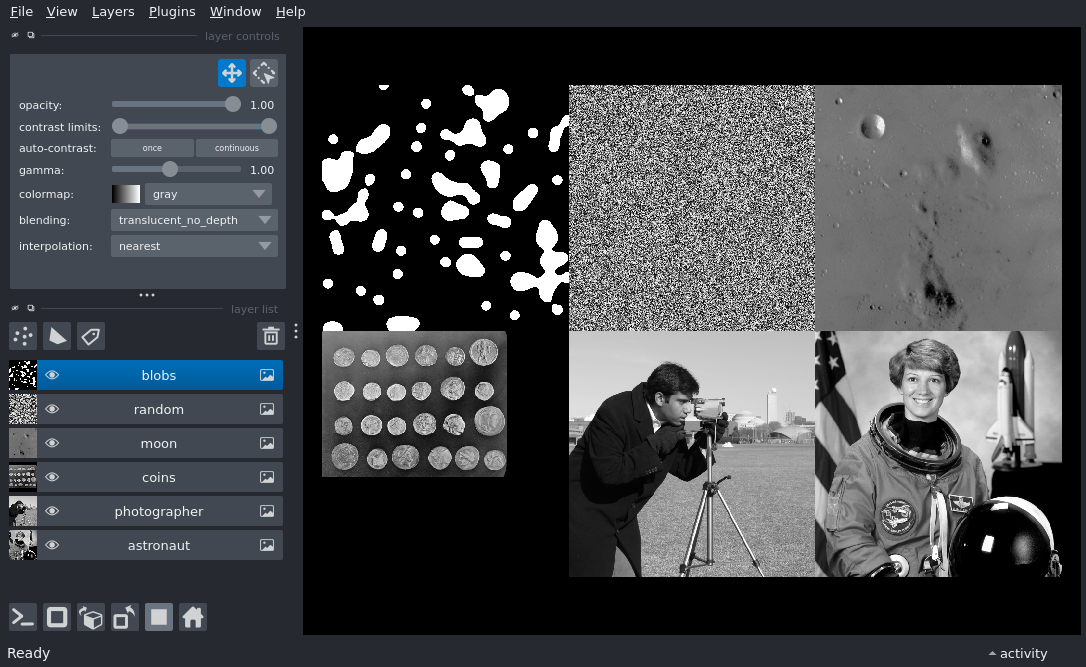 File View Layers Plugins Window Help
layer controls
opacity: 1.00
contrast limits:
auto-contrast: once continuous
gamma: 1.00
colormap: gray
blending: translucent_no_depth
interpolation: nearest
layer list
blobs
random
moon
coins
photographer
astronaut
Ready
activity